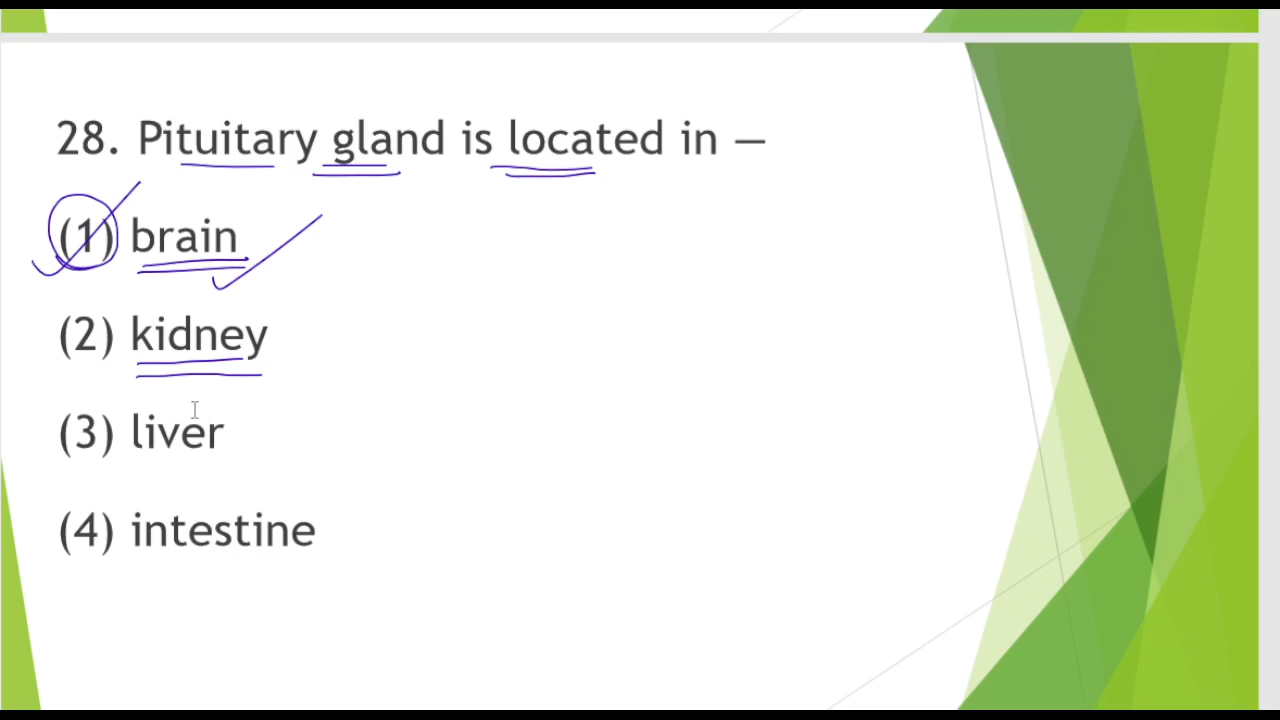 28. Pituitary gland is located in —
(1) brain
(2) kidney
(3) liver
(4) intestine